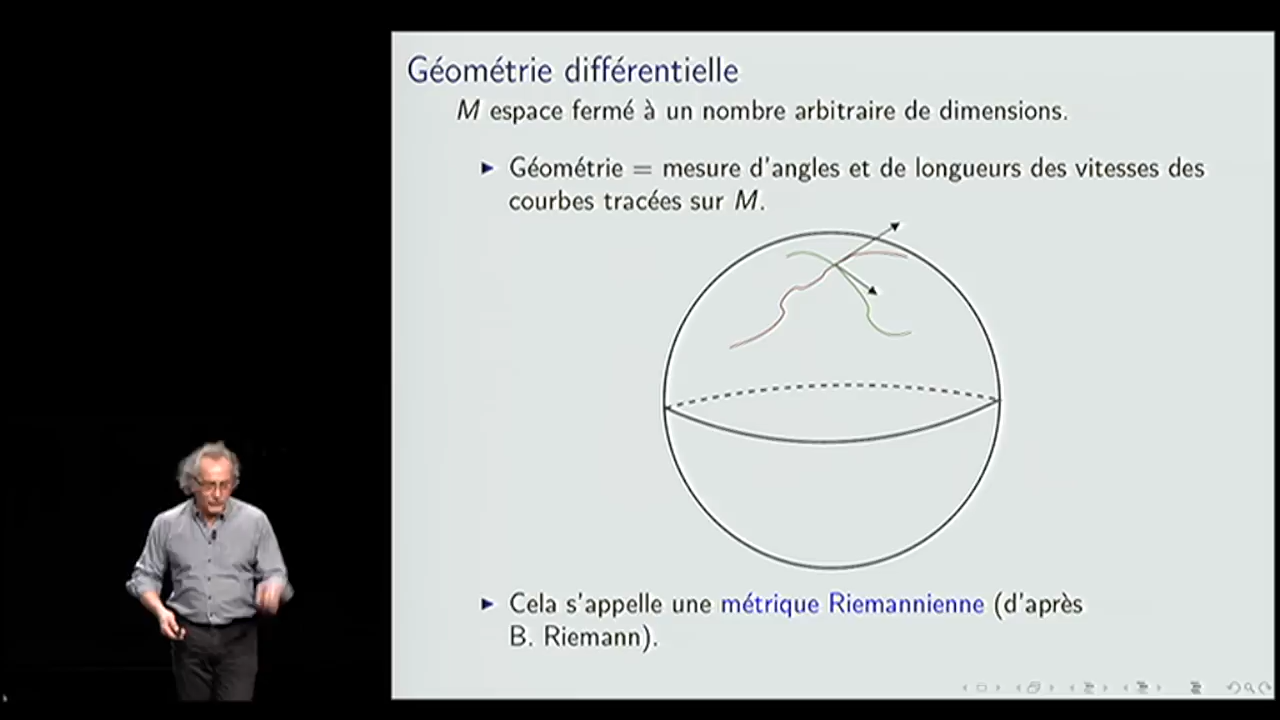 Géométrie différentielle
M espace fermé à un nombre arbitraire de dimensions.
Géométrie = mesure d'angles et de longueurs des vitesses des
courbes tracées sur M.
Cela s'appelle une métrique Riemannienne (d'après
B. Riemann).